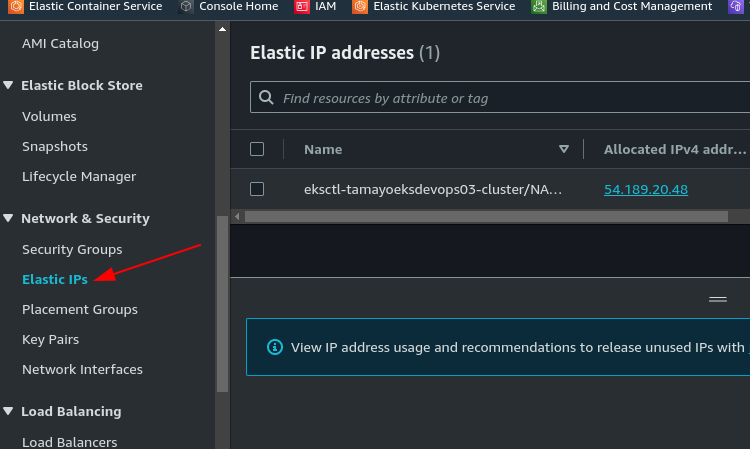 Elastic Container Service Console Home IAM Elastic Kubernetes Service Billing and Cost Management
AMI Catalog
Elastic Block Store
Volumes
Snapshots
Lifecycle Manager
Network & Security
Security Groups
Elastic IPs
Placement Groups
Key Pairs
Network Interfaces
Load Balancing
Load Balancers
Elastic IP addresses (1)
Find resources by attribute or tag
Name Allocated IPv4 addr...
eksctl-tamayoeksdevops03-cluster/NA... 54.189.20.48
View IP address usage and recommendations to release unused IPs with